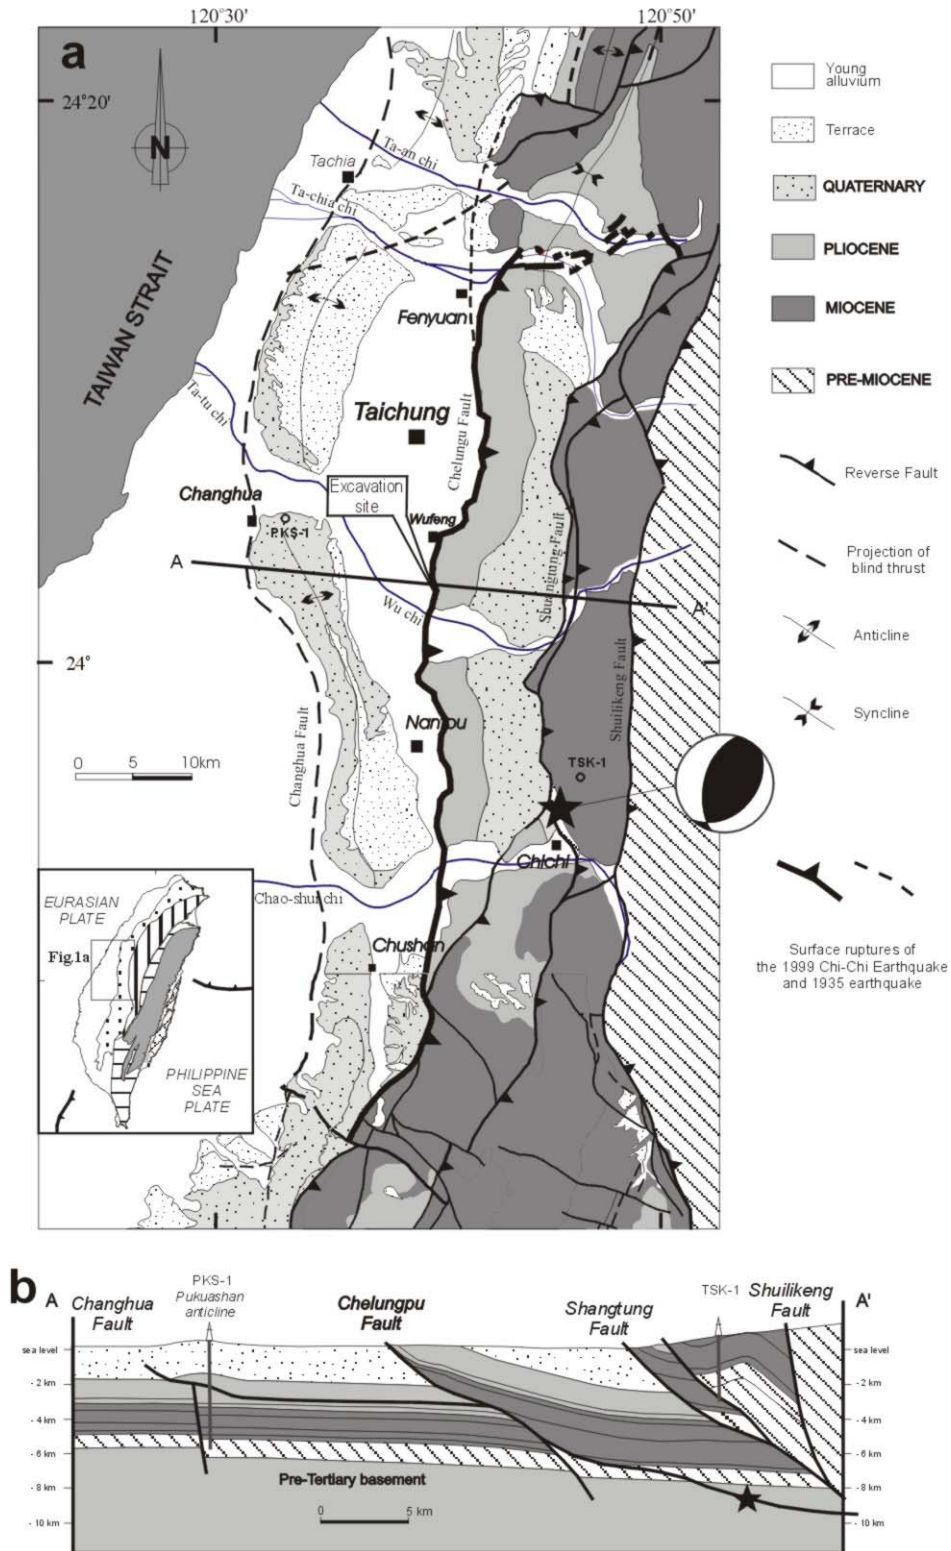 120°30'
120°50'
a
24°20'
N
Tachia
Ta-an chi
Ta-chia chi
TAIWAN STRAIT
Fenyuan
Ta-tu chi
Taichung
Chelungu Fault
Changhua
Excavation
site
PKS-1
Wufeng
Shuangtung Fault
A
A'
Wu chi
24°
Shuilikeng Fault
Changhua Fault
Nantou
TSK-1
0 5 10km
Chichi
Chao-shui chi
Chushan
EURASIAN
PLATE
Fig.1a
PHILIPPINE
SEA
PLATE
Young
alluvium
Terrace
QUATERNARY
PLIOCENE
MIOCENE
PRE-MIOCENE
Reverse Fault
Projection of
blind thrust
Anticline
Syncline
Surface ruptures of
the 1999 Chi-Chi Earthquake
and 1935 earthquake
b
A
Changhua
Fault
PKS-1
Pukuashan
anticline
Chelungpu
Fault
Shangtung
Fault
TSK-1
Shuilikeng
Fault
A'
sea level
- 2 km
- 4 km
- 6 km
- 8 km
- 10 km
Pre-Tertiary basement
0 5 km
sea level
- 2 km
- 4 km
- 6 km
- 8 km
- 10 km